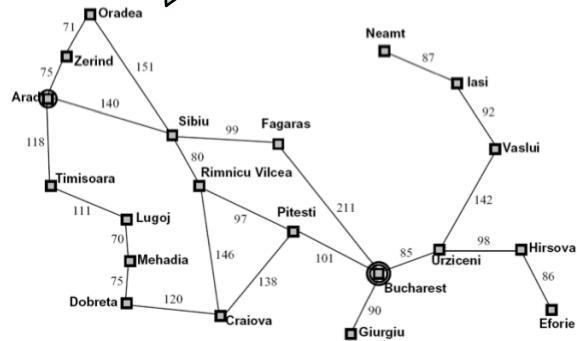 Oradea
71
Neamt
87
Zerind
151
Iasi
75
Arad
140
92
Sibiu
99
Fagaras
118
80
Vaslui
Timisoara
Rimnicu Vilcea
111
97
211
142
Lugoj
Pitesti
70
146
101
85
98
Hirsova
Mehadia
138
Urziceni
86
75
Bucharest
Dobreta
120
90
Craiova
Giurgiu
Eforie